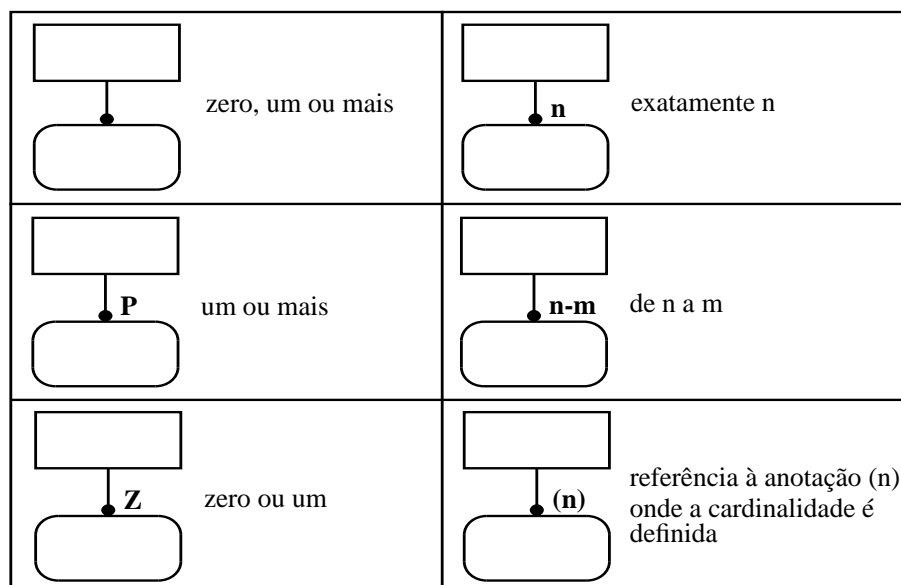 zero, um ou mais
n
exatamente n
P
um ou mais
n-m
de n a m
Z
zero ou um
(n)
referência à anotação (n)
onde a cardinalidade é
definida